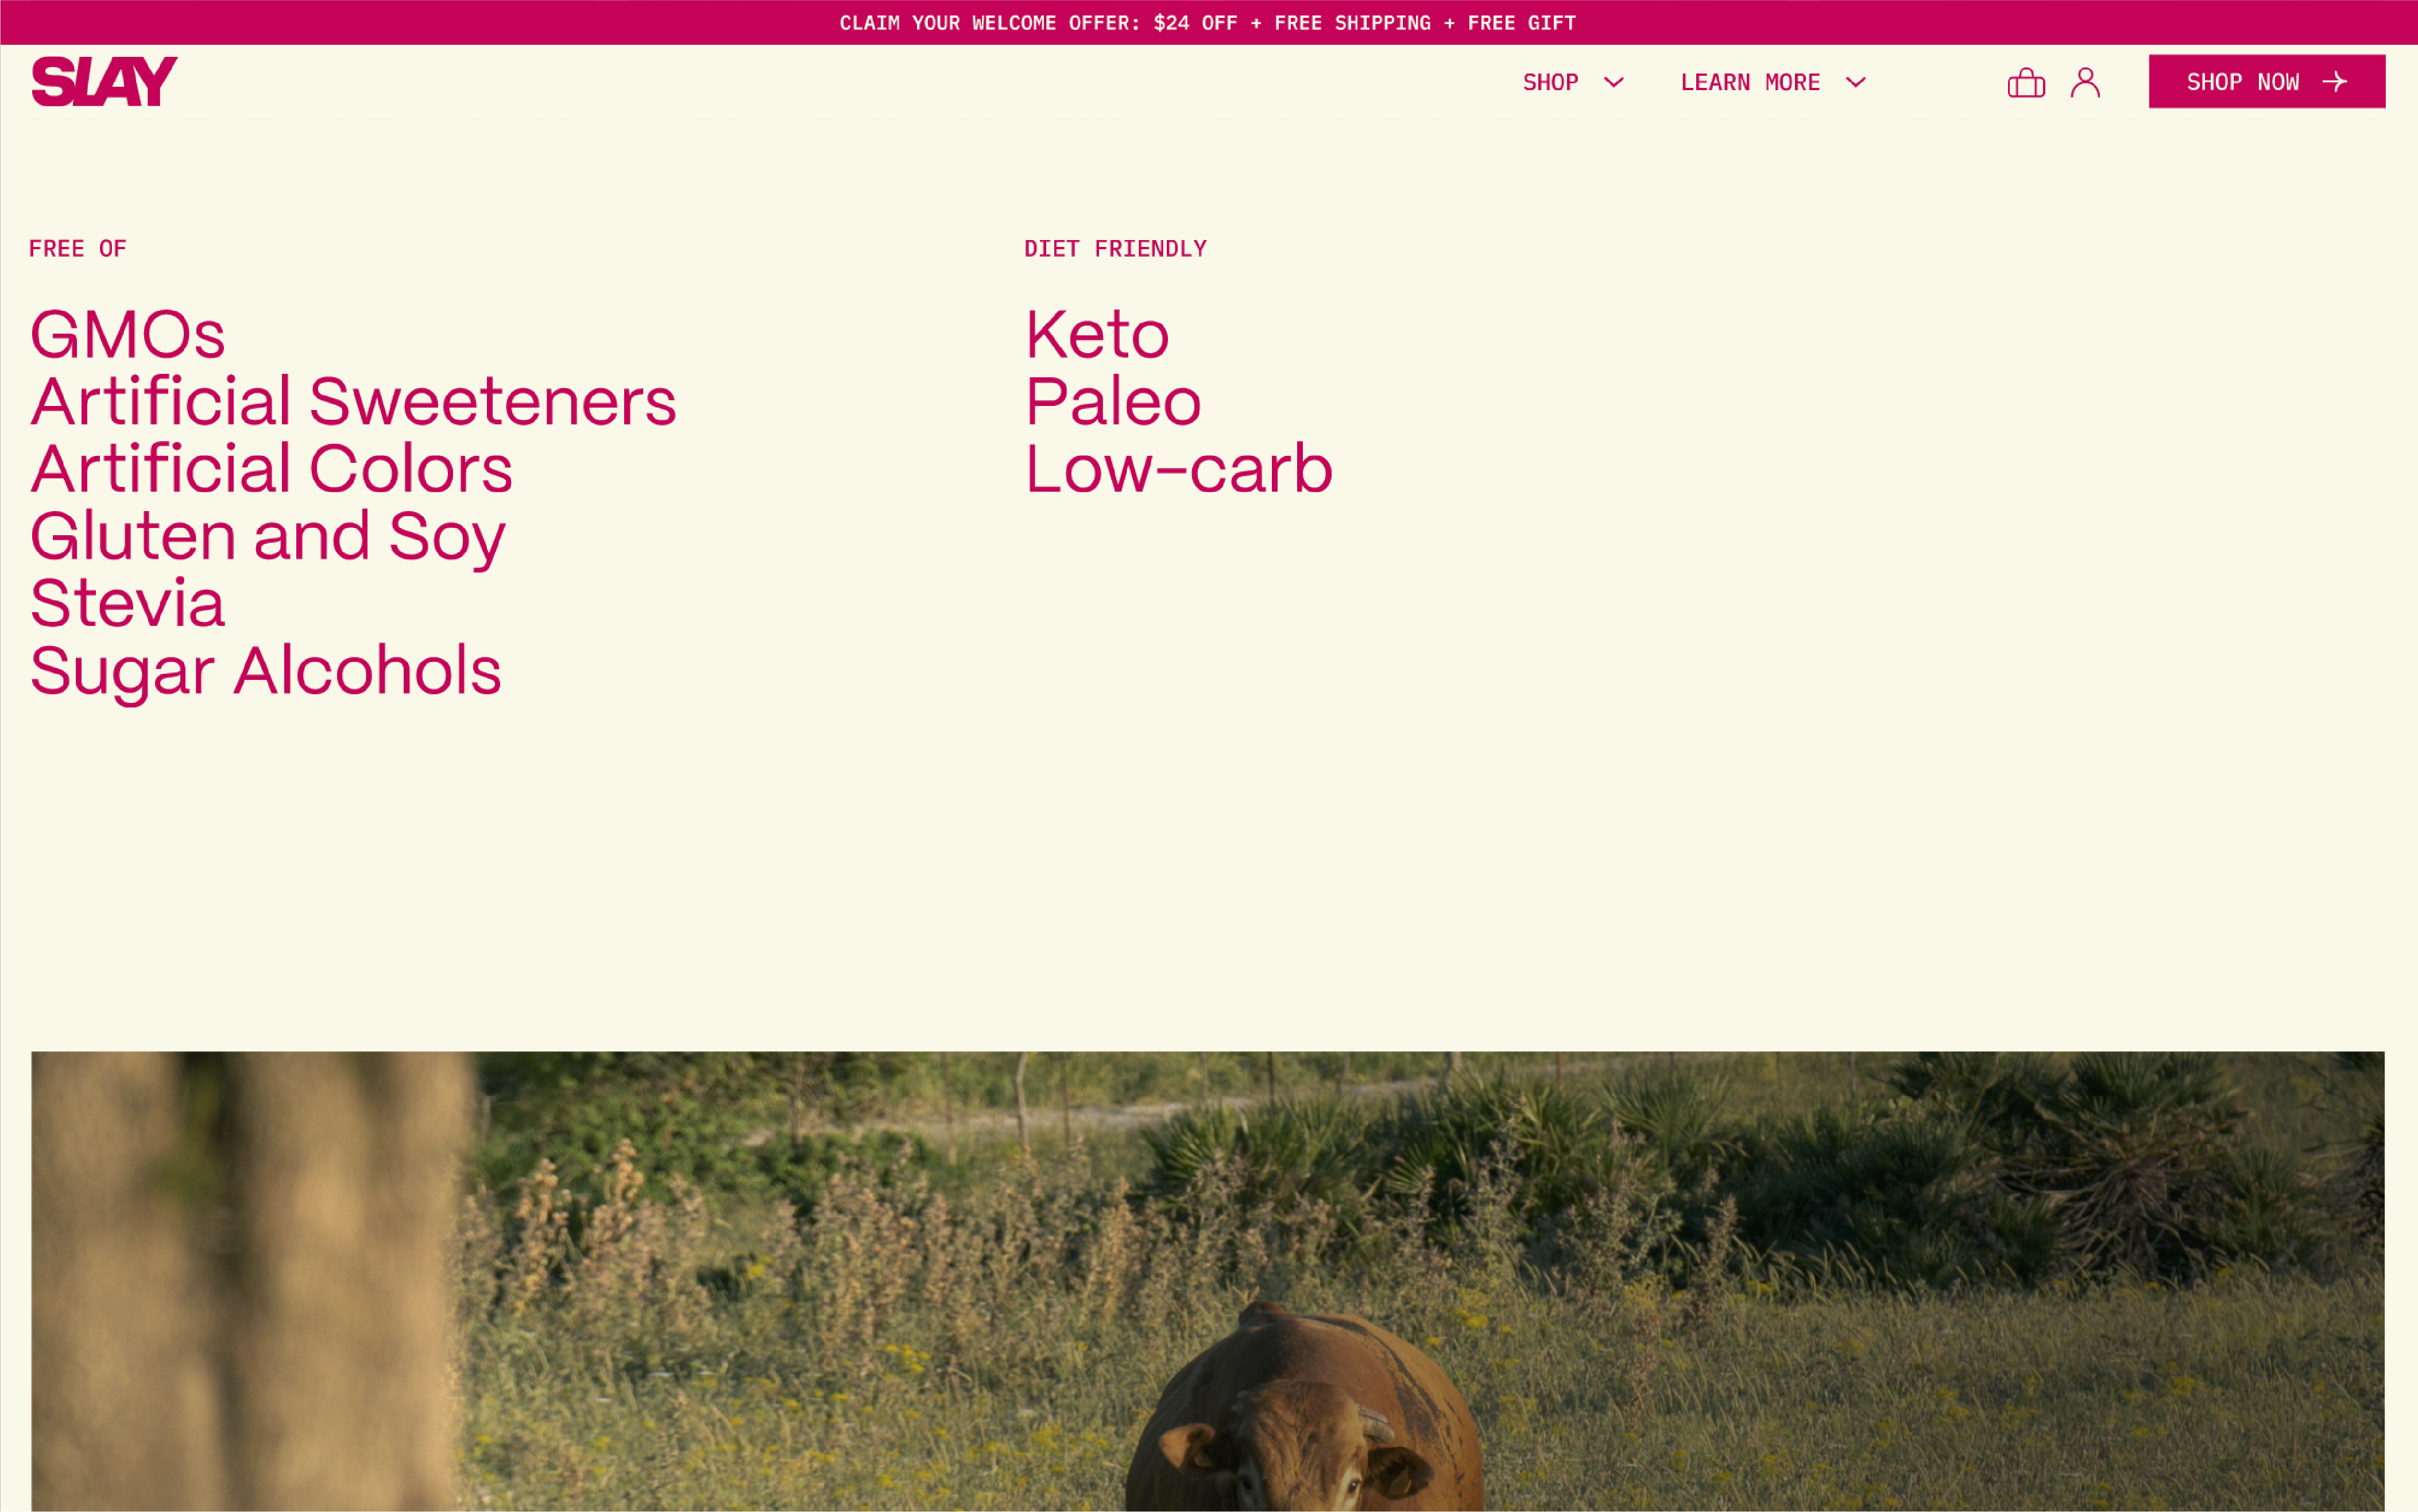 CLAIM YOUR WELCOME OFFER: $24 OFF + FREE SHIPPING + FREE GIFT
SLAY
SHOP
LEARN MORE
SHOP NOW
FREE OF
GMOs
Artificial Sweeteners
Artificial Colors
Gluten and Soy
Stevia
Sugar Alcohols
DIET FRIENDLY
Keto
Paleo
Low-carb